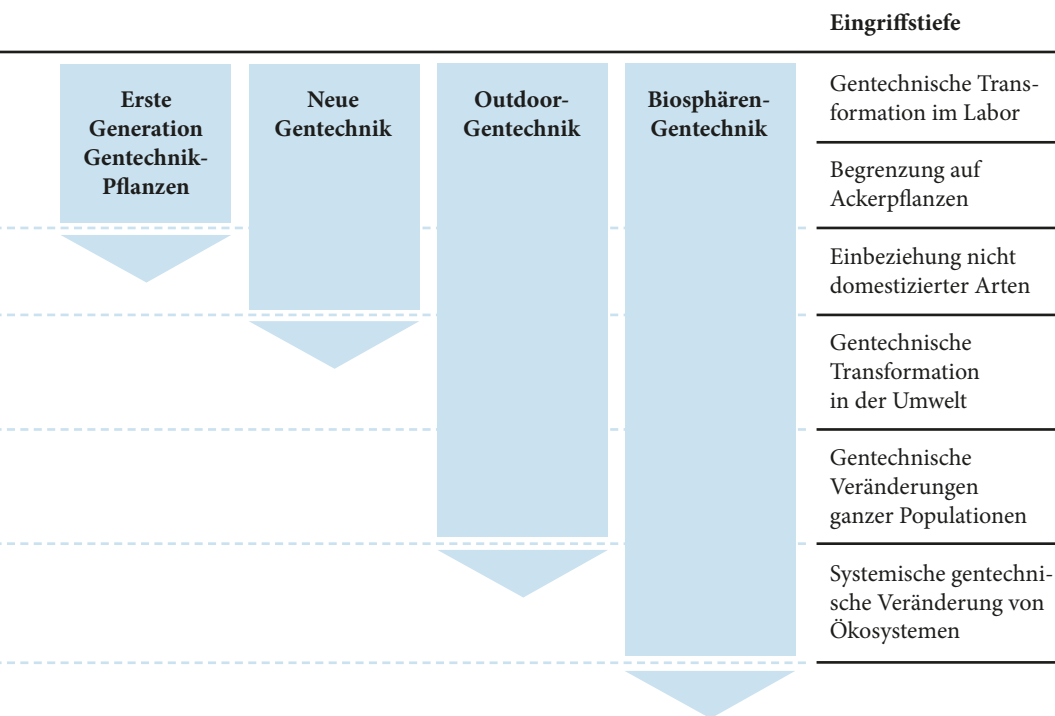 Eingriffstiefe
Erste
Generation
Gentechnik-
Pflanzen
Neue
Gentechnik
Outdoor-
Gentechnik
Biosphären-
Gentechnik
Gentechnische Trans-
formation im Labor
Begrenzung auf
Ackerpflanzen
Einbeziehung nicht
domestizierter Arten
Gentechnische
Transformation
in der Umwelt
Gentechnische
Veränderungen
ganzer Populationen
Systemische gentechni-
sche Veränderung von
Ökosystemen